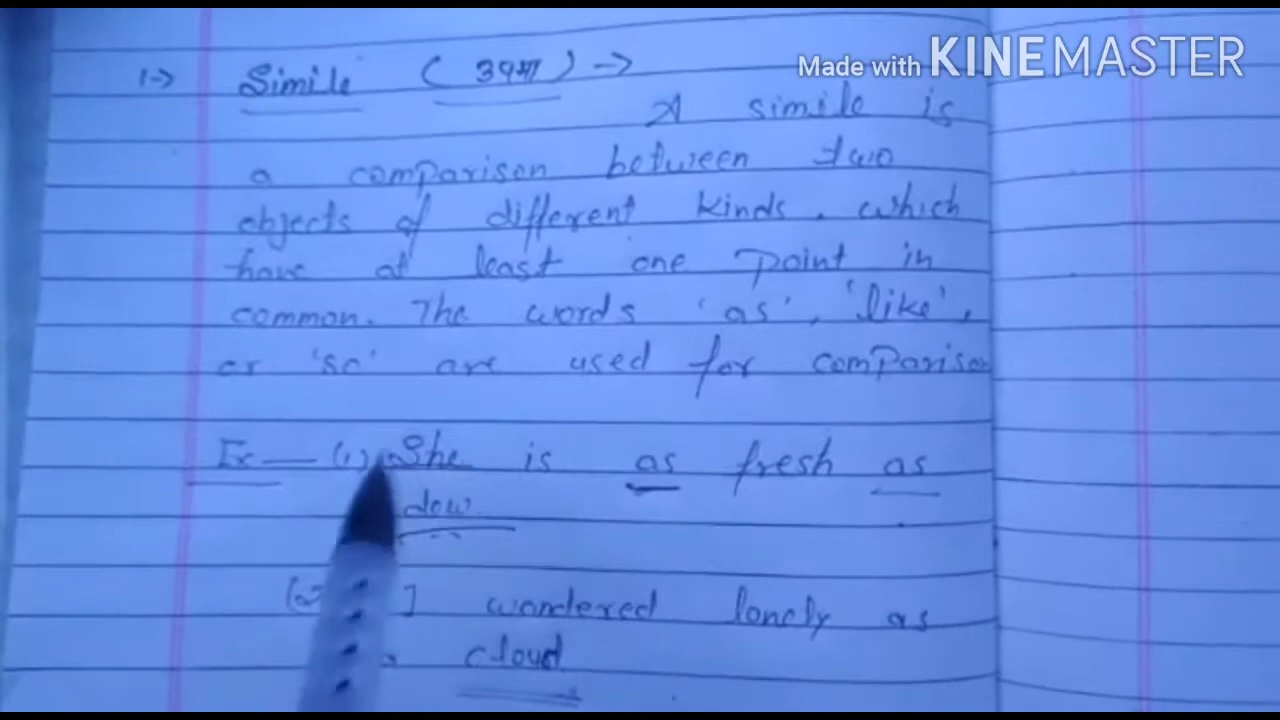 Made with KINEMASTER
1-> Simile (उपमा) ->
A simile is
a comparison between two
objects of different kinds. which
have at least one point in
common. The words 'as', 'like',
or 'so' are used for comparison
Ex — (1) She is as fresh as
dew
(2) I wandered lonely as
a cloud